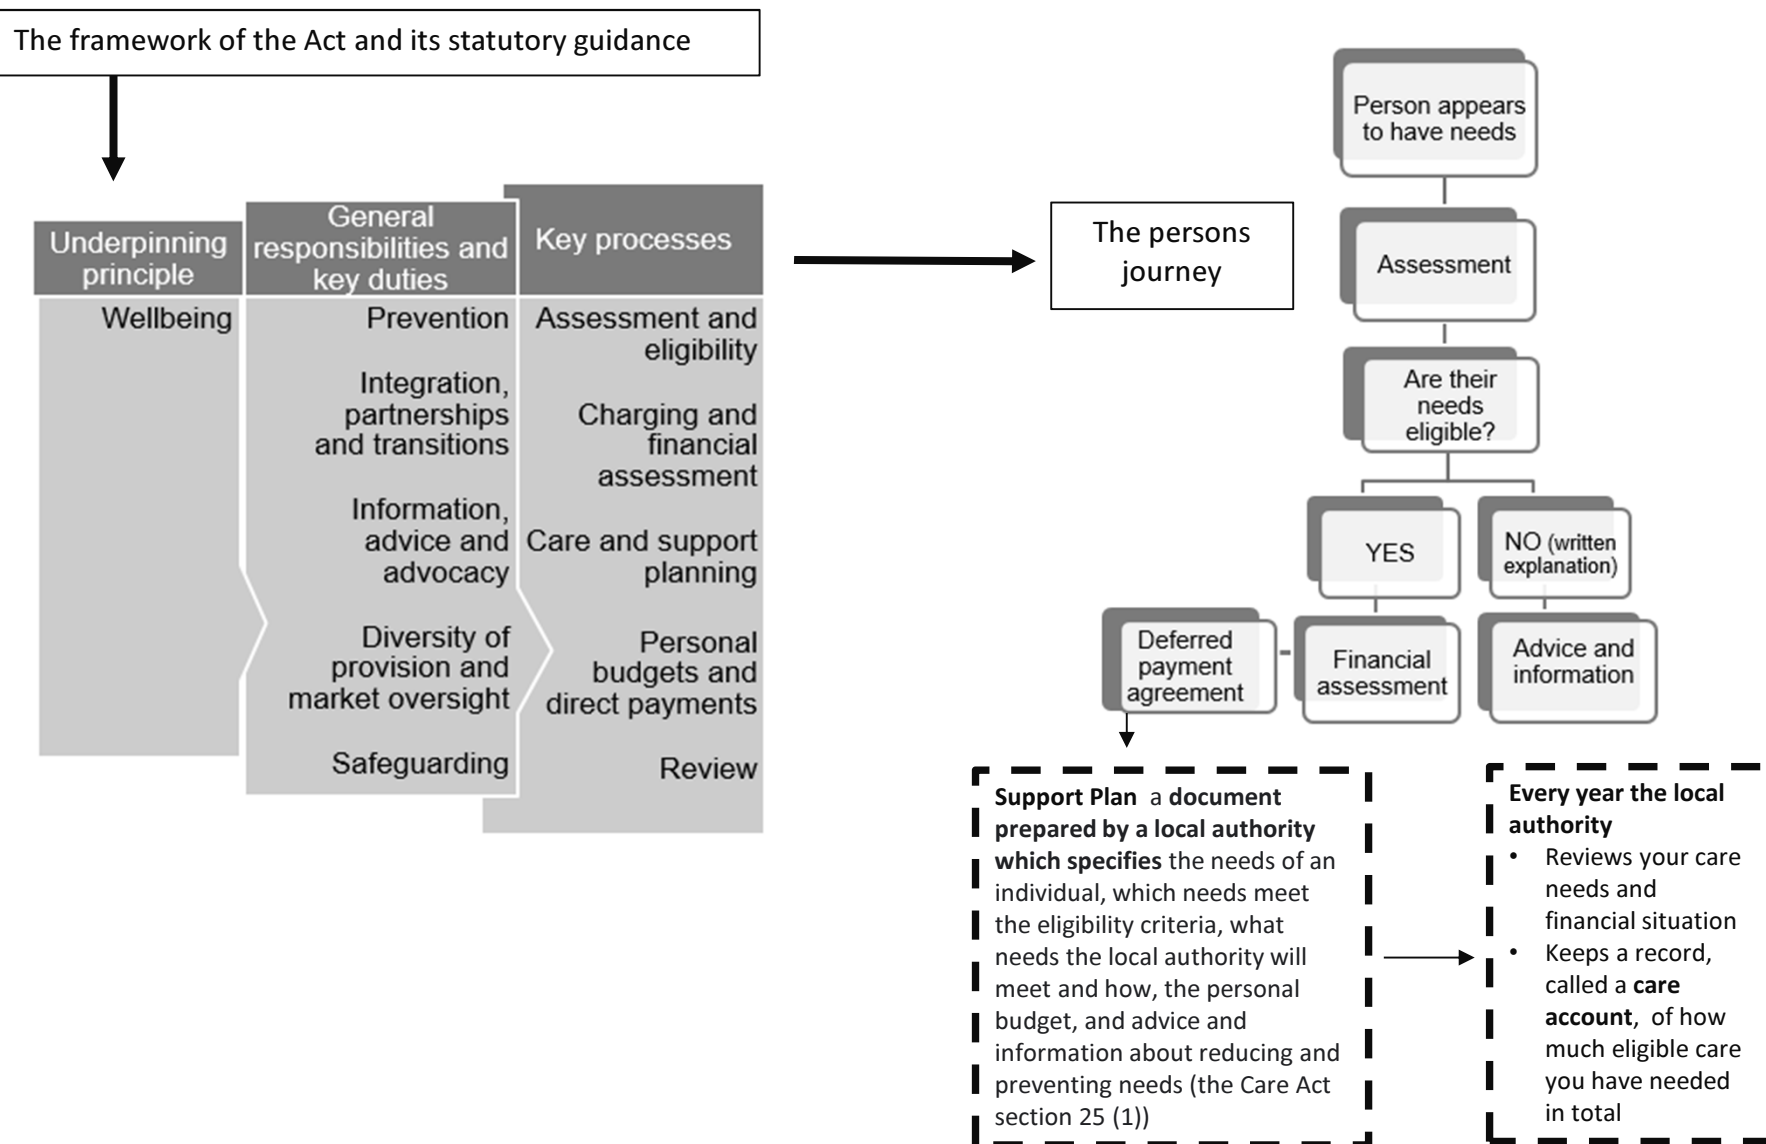 The framework of the Act and its statutory guidance
Underpinning
principle
Wellbeing
General
responsibilities and
key duties
Prevention
Integration,
partnerships
and transitions
Information,
advice and
advocacy
Diversity of
provision and
market oversight
Safeguarding
Key processes
Assessment and
eligibility
Charging and
financial
assessment
Care and support
planning
Personal
budgets and
direct payments
Review
The persons
journey
Person appears
to have needs
Assessment
Are their
needs
eligible?
YES
NO (written
explanation)
Deferred
payment
agreement
Financial
assessment
Advice and
information
Support Plan a document
prepared by a local authority
which specifies the needs of an
individual, which needs meet
the eligibility criteria, what
needs the local authority will
meet and how, the personal
budget, and advice and
information about reducing and
preventing needs (the Care Act
section 25 (1))
Every year the local
authority
• Reviews your care
needs and
financial situation
• Keeps a record,
called a care
account, of how
much eligible care
you have needed
in total